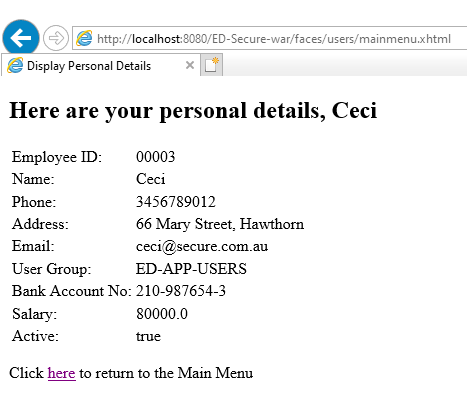 http://localhost:8080/ED-Secure-war/faces/users/mainmenu.xhtml
Display Personal Details
Here are your personal details, Ceci
Employee ID: 00003
Name: Ceci
Phone: 3456789012
Address: 66 Mary Street, Hawthorn
Email: ceci@secure.com.au
User Group: ED-APP-USERS
Bank Account No: 210-987654-3
Salary: 80000.0
Active: true
Click here to return to the Main Menu